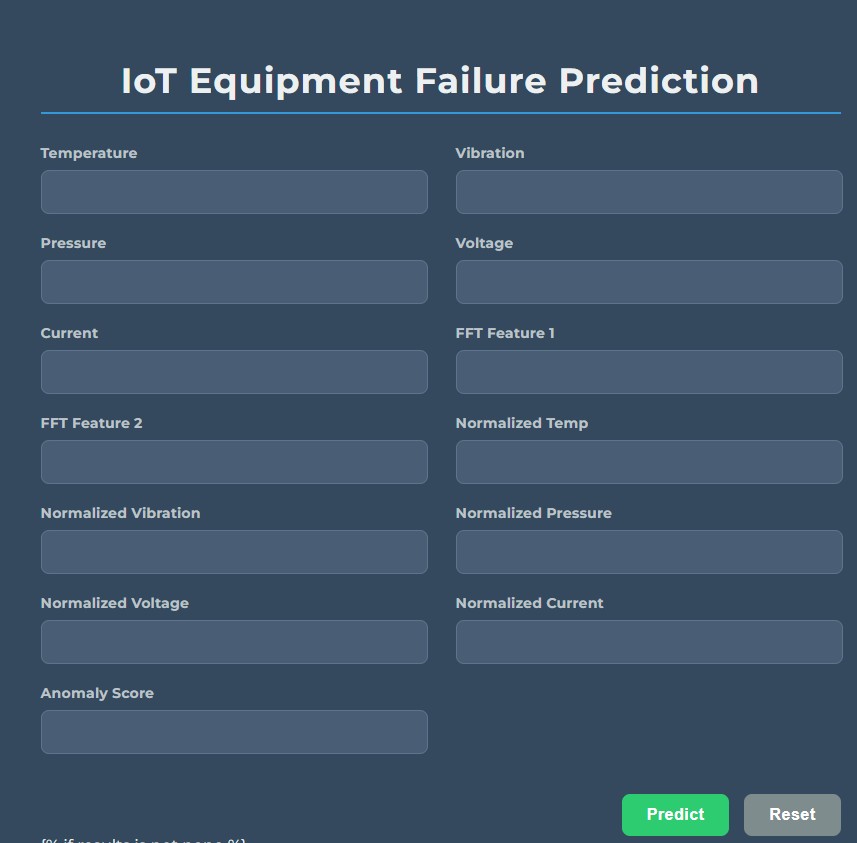 IoT Equipment Failure Prediction
Temperature
Vibration
Pressure
Voltage
Current
FFT Feature 1
FFT Feature 2
Normalized Temp
Normalized Vibration
Normalized Pressure
Normalized Voltage
Normalized Current
Anomaly Score
Predict
Reset
{% if results is not none %}